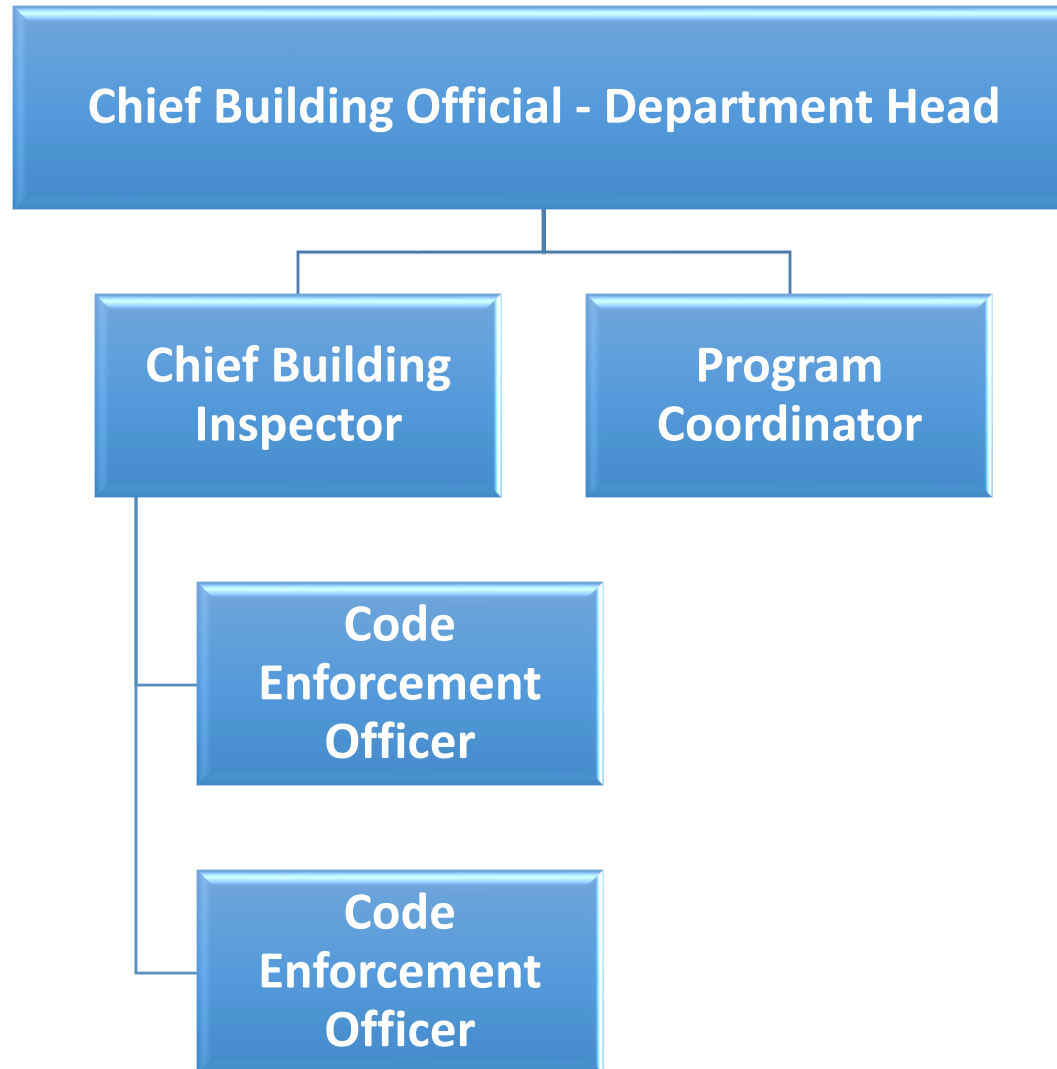 Chief Building Official - Department Head
Chief Building
Inspector
Program
Coordinator
Code
Enforcement
Officer
Code
Enforcement
Officer